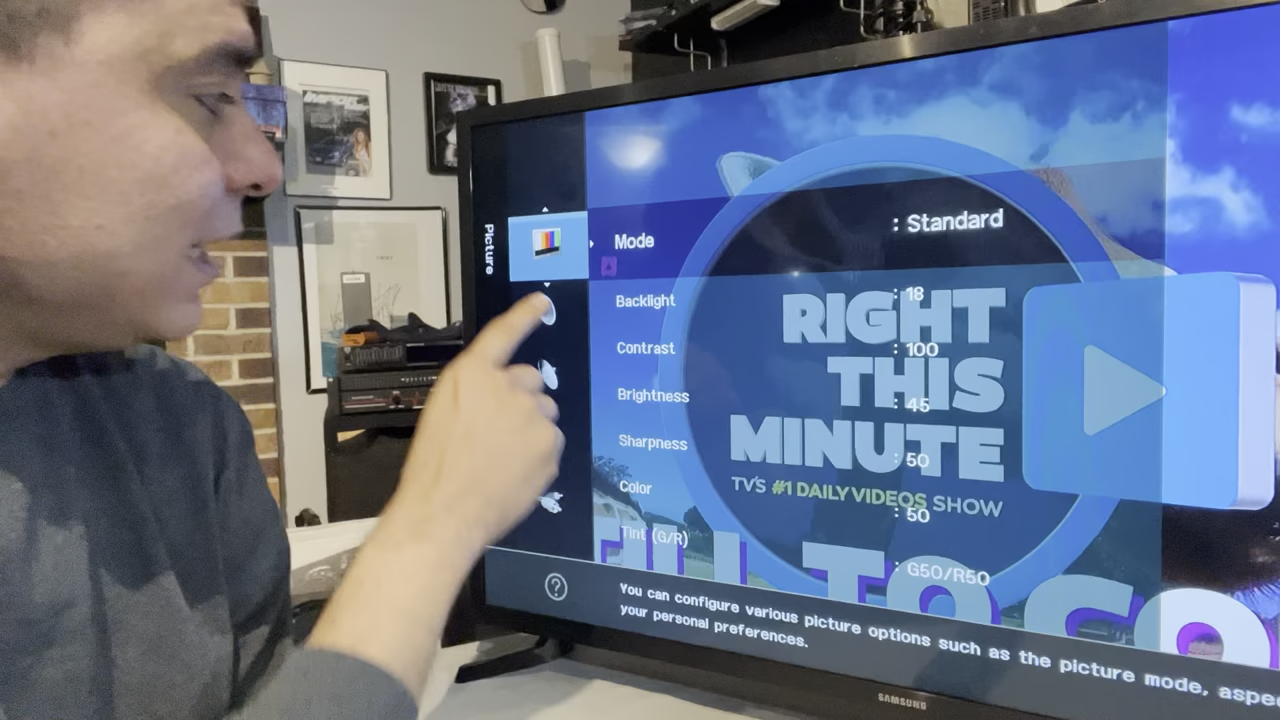 Picture
Mode : Standard
Backlight : 18
Contrast : 100
Brightness : 45
Sharpness : 50
Color : 50
Tint (G/R) : G50/R50
RIGHT
THIS
MINUTE
TV'S #1 DAILY VIDEOS SHOW
You can configure various picture options such as the picture mode,
your personal preferences.
SAMSUNG